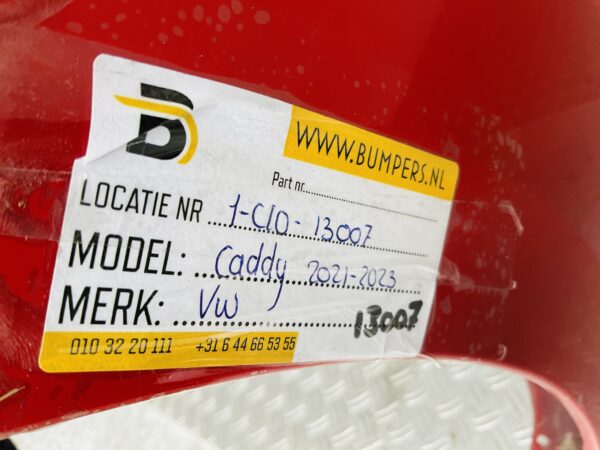 WWW.BUMPERS.NL
Part nr.
LOCATIE NR 1-C10-13007
MODEL: Caddy 2021-2023
MERK: VW
13007
010 32 20 111 +31 6 44 66 53 55